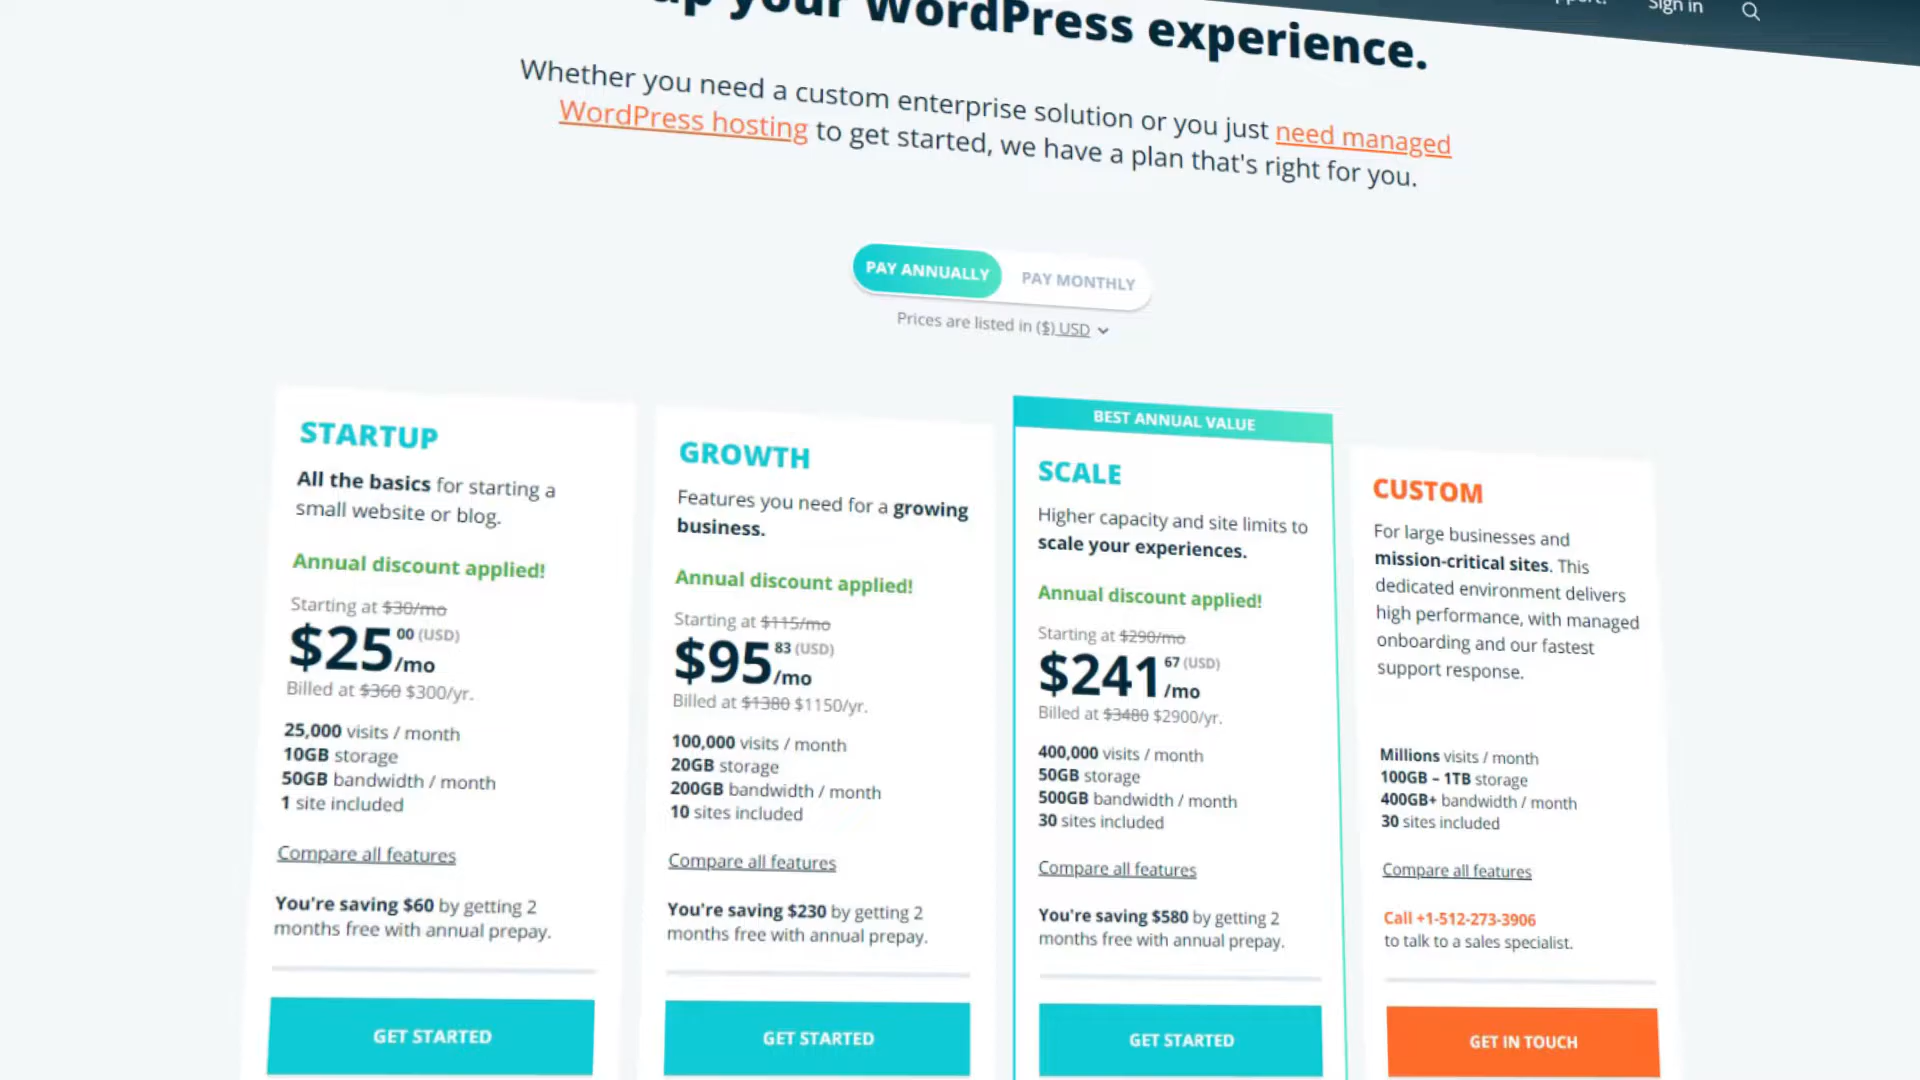 your WordPress experience.
Sign in
Whether you need a custom enterprise solution or you just need managed
WordPress hosting to get started, we have a plan that's right for you.
PAY ANNUALLY
PAY MONTHLY
Prices are listed in ($) USD
STARTUP
All the basics for starting a
small website or blog.
Annual discount applied!
Starting at $30/mo
$25 00 (USD)
/mo
Billed at $360 $300/yr.
25,000 visits / month
10GB storage
50GB bandwidth / month
1 site included
Compare all features
You're saving $60 by getting 2
months free with annual prepay.
GET STARTED
GROWTH
Features you need for a growing
business.
Annual discount applied!
Starting at $115/mo
$95 83 (USD)
/mo
Billed at $1380 $1150/yr.
100,000 visits / month
20GB storage
200GB bandwidth / month
10 sites included
Compare all features
You're saving $230 by getting 2
months free with annual prepay.
GET STARTED
BEST ANNUAL VALUE
SCALE
Higher capacity and site limits to
scale your experiences.
Annual discount applied!
Starting at $290/mo
$241 67 (USD)
/mo
Billed at $3480 $2900/yr.
400,000 visits / month
50GB storage
500GB bandwidth / month
30 sites included
Compare all features
You're saving $580 by getting 2
months free with annual prepay.
GET STARTED
CUSTOM
For large businesses and
mission-critical sites. This
dedicated environment delivers
high performance, with managed
onboarding and our fastest
support response.
Millions visits / month
100GB – 1TB storage
400GB+ bandwidth / month
30 sites included
Compare all features
Call +1-512-273-3906
to talk to a sales specialist.
GET IN TOUCH